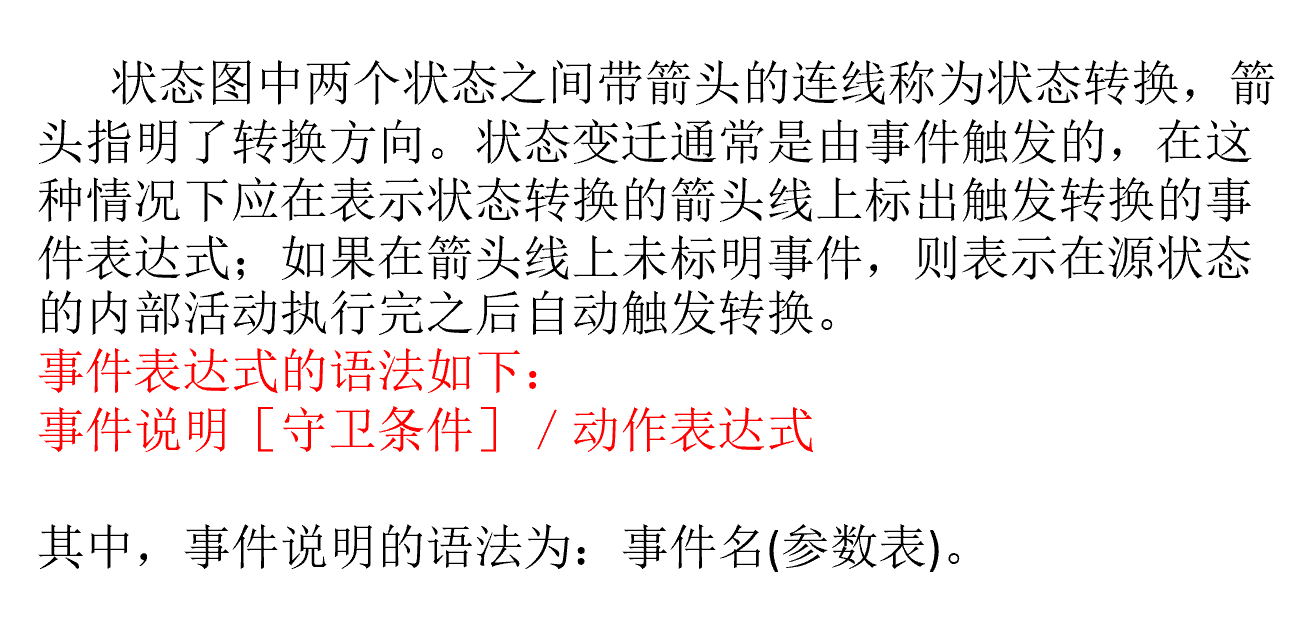 状态图中两个状态之间带箭头的连线称为状态转换，箭
头指明了转换方向。状态变迁通常是由事件触发的，在这
种情况下应在表示状态转换的箭头线上标出触发转换的事
件表达式；如果在箭头线上未标明事件，则表示在源状态
的内部活动执行完之后自动触发转换。
事件表达式的语法如下：
事件说明［守卫条件］／动作表达式
其中，事件说明的语法为：事件名(参数表)。